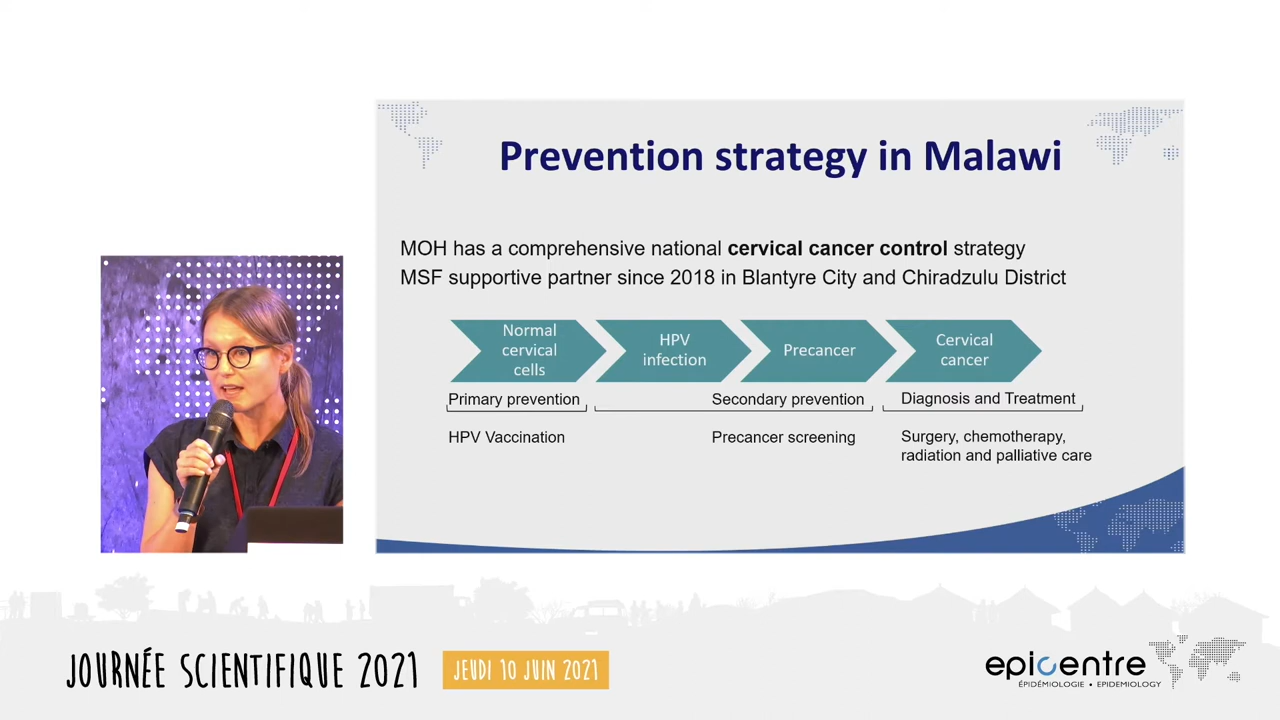 Prevention strategy in Malawi
MOH has a comprehensive national cervical cancer control strategy
MSF supportive partner since 2018 in Blantyre City and Chiradzulu District
Normal
cervical
cells
HPV
infection
Precancer
Cervical
cancer
Primary prevention
Secondary prevention
Diagnosis and Treatment
HPV Vaccination
Precancer screening
Surgery, chemotherapy,
radiation and palliative care
JOURNÉE SCIENTIFIQUE 2021
JEUDI 10 JUIN 2021
epicentre
ÉPIDÉMIOLOGIE • EPIDEMIOLOGY